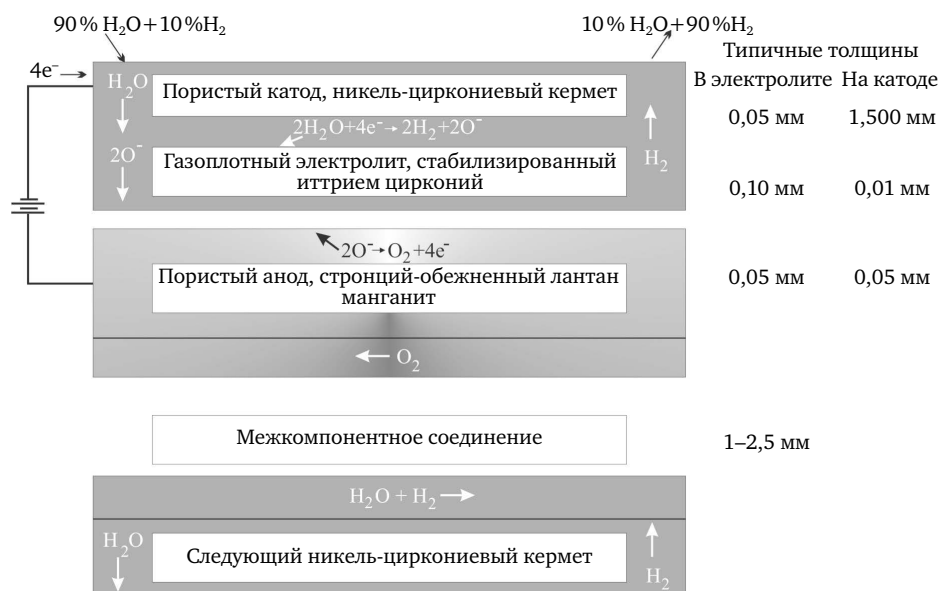 90% H₂O+10%H₂
10% H₂O+90%H₂
Типичные толщины
В электролите На катоде
4e⁻
H₂O
Пористый катод, никель-циркониевый кермет
0,05 мм 1,500 мм
2H₂O+4e⁻→2H₂+2O⁻
2O⁻
H₂
Газоплотный электролит, стабилизированный
иттрием цирконий
0,10 мм 0,01 мм
2O⁻→O₂+4e⁻
Пористый анод, стронций-обежненный лантан
манганит
0,05 мм 0,05 мм
O₂
Межкомпонентное соединение
1–2,5 мм
H₂O + H₂
H₂O
Следующий никель-циркониевый кермет
H₂